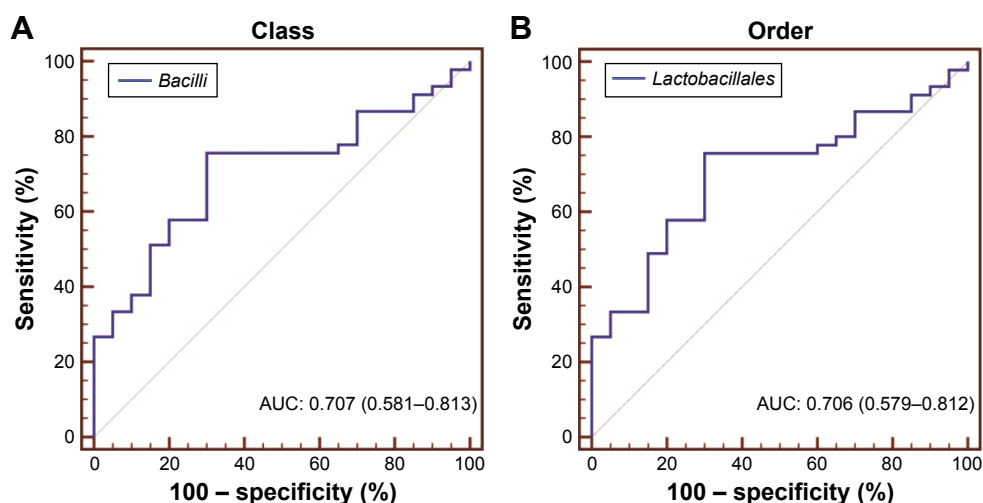 A
Class
Bacilli
100
80
60
40
20
0
Sensitivity (%)
AUC: 0.707 (0.581–0.813)
0 20 40 60 80 100
100 – specificity (%)
B
Order
Lactobacillales
100
80
60
40
20
0
Sensitivity (%)
AUC: 0.706 (0.579–0.812)
0 20 40 60 80 100
100 – specificity (%)